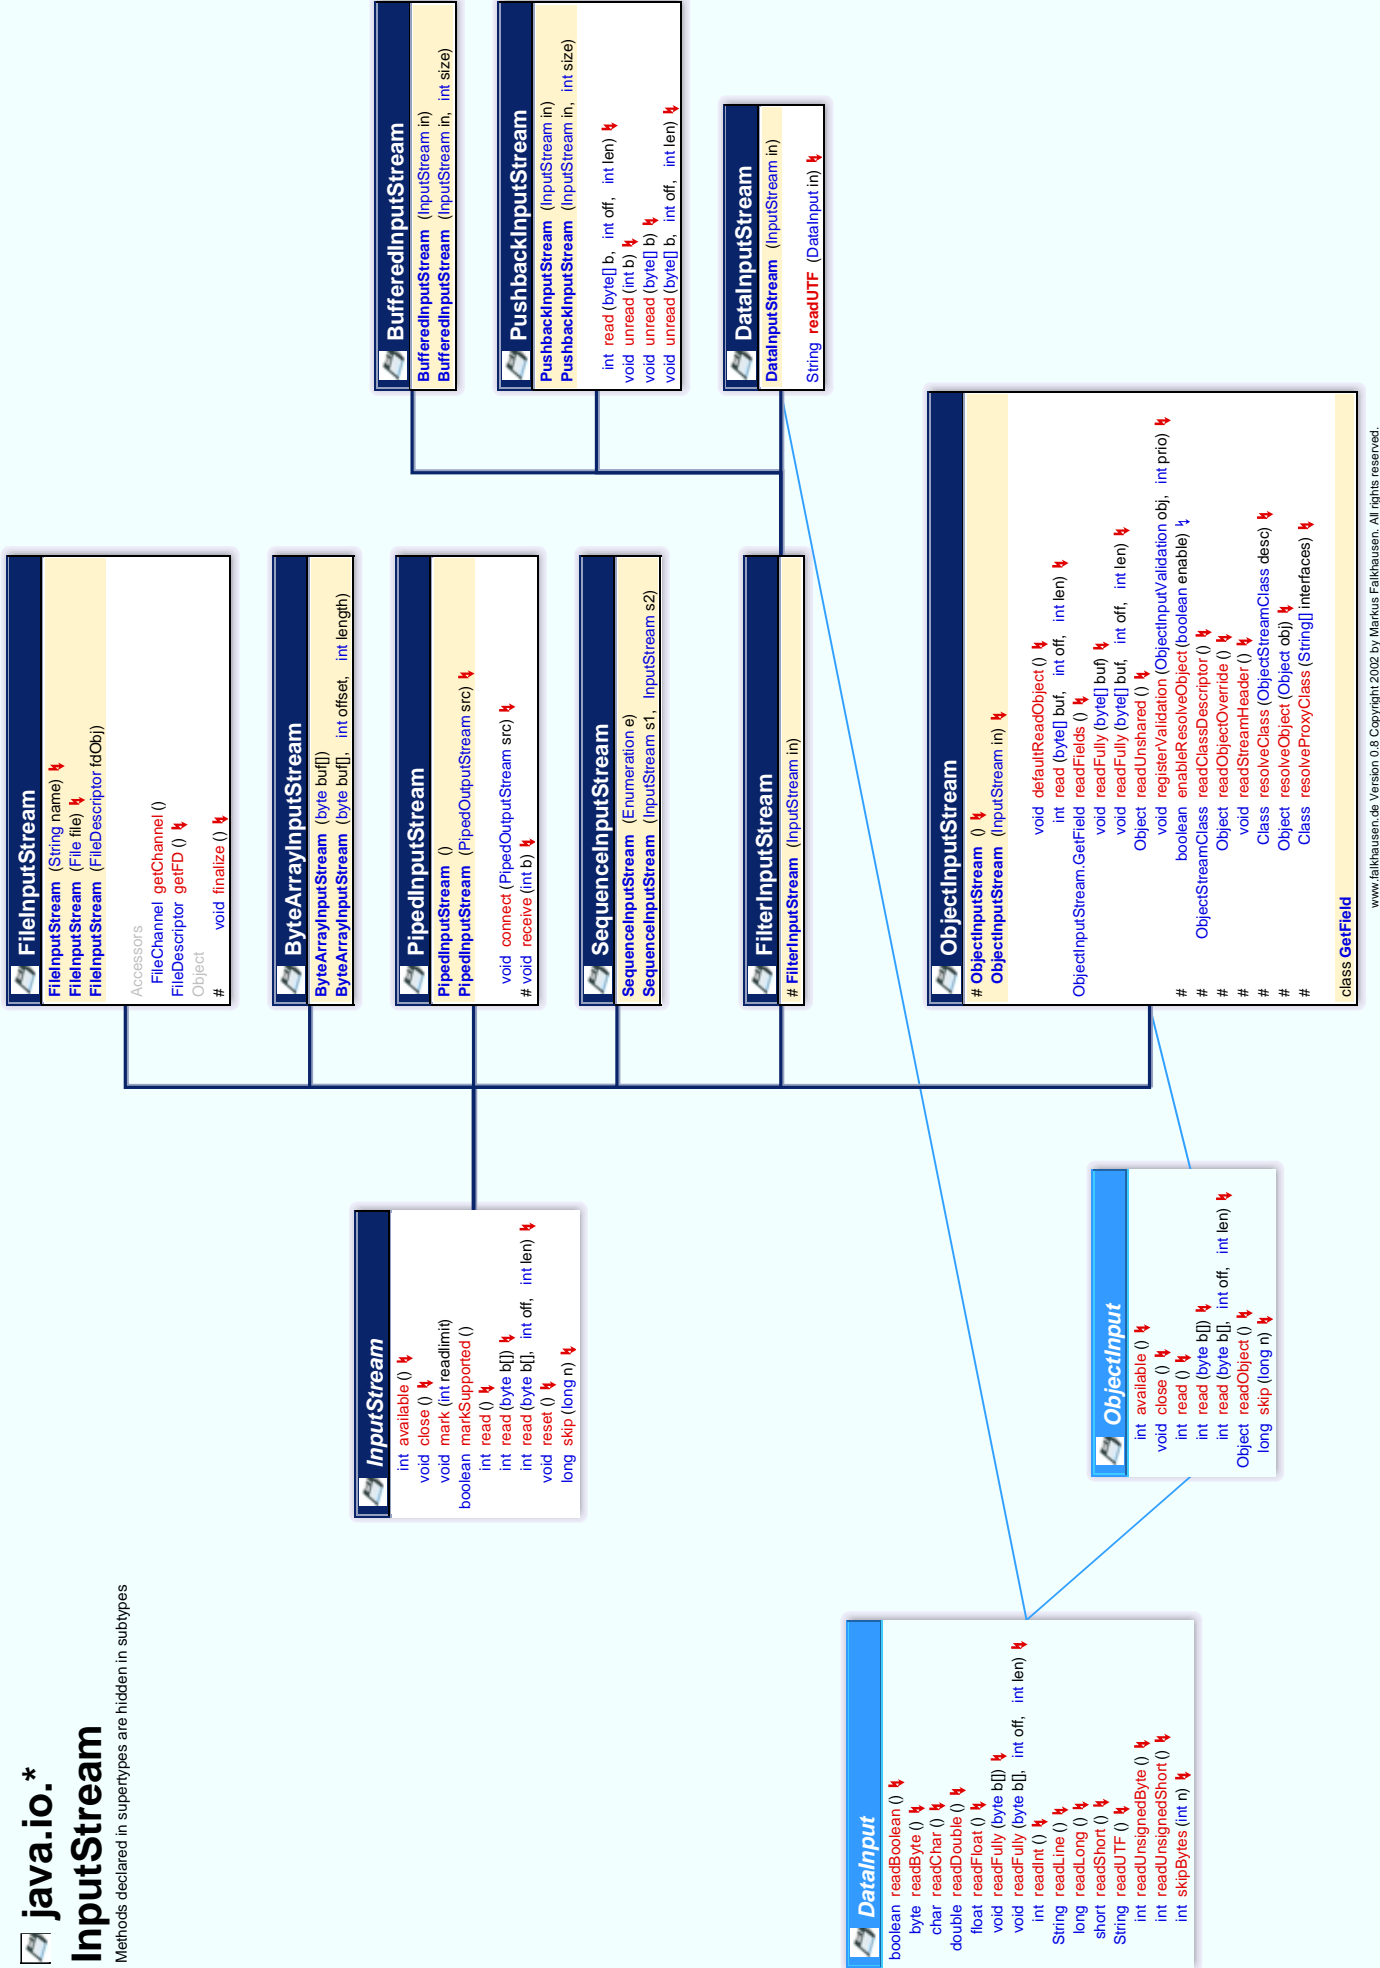 java.io.*
InputStream
Methods declared in supertypes are hidden in subtypes
DataInput
boolean readBoolean ()
byte readByte ()
char readChar ()
double readDouble ()
float readFloat ()
void readFully (byte b[])
void readFully (byte b[], int off, int len)
int readInt ()
String readLine ()
long readLong ()
short readShort ()
String readUTF ()
int readUnsignedByte ()
int readUnsignedShort ()
int skipBytes (int n)
InputStream
int available ()
void close ()
void mark (int readlimit)
boolean markSupported ()
int read ()
int read (byte b[])
int read (byte b[], int off, int len)
void reset ()
long skip (long n)
ObjectInput
int available ()
void close ()
int read ()
int read (byte b[])
int read (byte b[], int off, int len)
Object readObject ()
long skip (long n)
FileInputStream
FileInputStream (String name)
FileInputStream (File file)
FileInputStream (FileDescriptor fdObj)
Accessors
FileChannel getChannel ()
FileDescriptor getFD ()
Object
# void finalize ()
ByteArrayInputStream
ByteArrayInputStream (byte buf[])
ByteArrayInputStream (byte buf[], int offset, int length)
PipedInputStream
PipedInputStream ()
PipedInputStream (PipedOutputStream src)
void connect (PipedOutputStream src)
# void receive (int b)
SequenceInputStream
SequenceInputStream (Enumeration e)
SequenceInputStream (InputStream s1, InputStream s2)
FilterInputStream
# FilterInputStream (InputStream in)
ObjectInputStream
# ObjectInputStream ()
ObjectInputStream (InputStream in)
void defaultReadObject ()
int read (byte[] buf, int off, int len)
ObjectInputStream.GetField readFields ()
void readFully (byte[] buf)
void readFully (byte[] buf, int off, int len)
Object readUnshared ()
void registerValidation (ObjectInputValidation obj, int prio)
# boolean enableResolveObject (boolean enable)
# ObjectStreamClass readClassDescriptor ()
# Object readObjectOverride ()
# void readStreamHeader ()
# Class resolveClass (ObjectStreamClass desc)
# Object resolveObject (Object obj)
# Class resolveProxyClass (String[] interfaces)
class GetField
BufferedInputStream
BufferedInputStream (InputStream in)
BufferedInputStream (InputStream in, int size)
PushbackInputStream
PushbackInputStream (InputStream in)
PushbackInputStream (InputStream in, int size)
int read (byte[] b, int off, int len)
void unread (int b)
void unread (byte[] b)
void unread (byte[] b, int off, int len)
DataInputStream
DataInputStream (InputStream in)
String readUTF (DataInput in)
www.falkhausen.de Version 0.8 Copyright 2002 by Markus Falkhausen. All rights reserved.